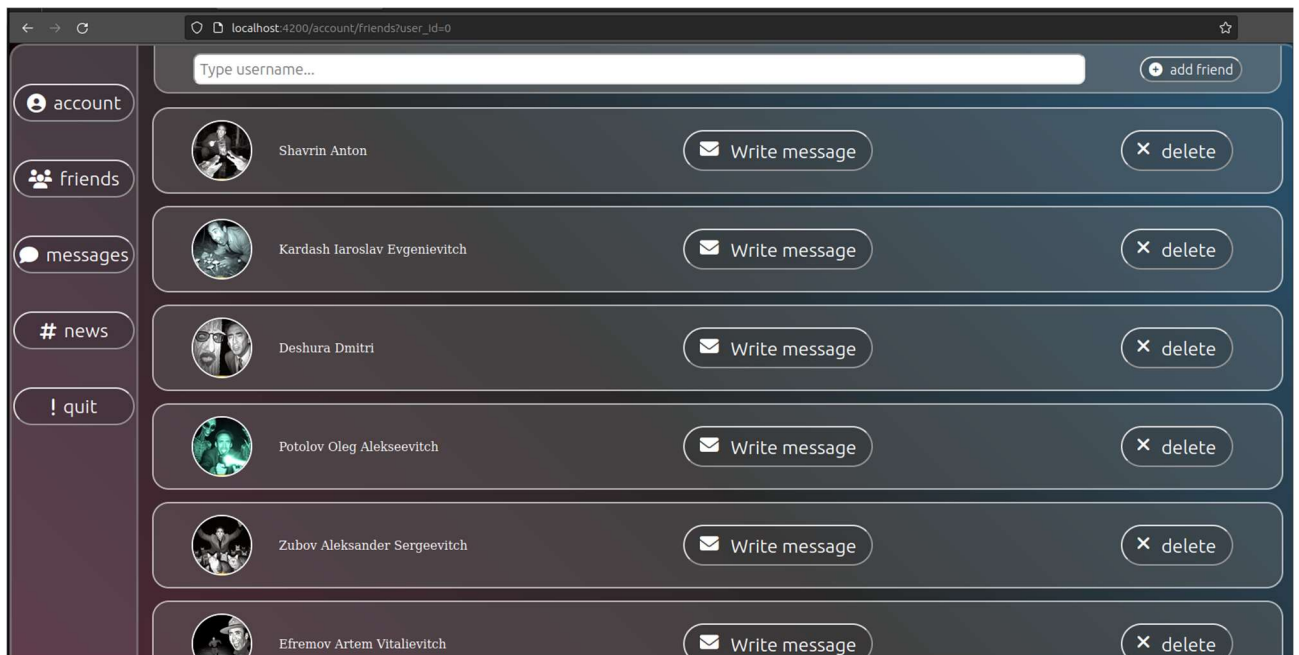 localhost:4200/account/friends?user_id=0
Type username...
add friend
account
friends
messages
# news
! quit
Shavrin Anton
Write message
delete
Kardash Iaroslav Evgenievitch
Write message
delete
Deshura Dmitri
Write message
delete
Potolov Oleg Alekseevitch
Write message
delete
Zubov Aleksander Sergeevitch
Write message
delete
Efremov Artem Vitalievitch
Write message
delete